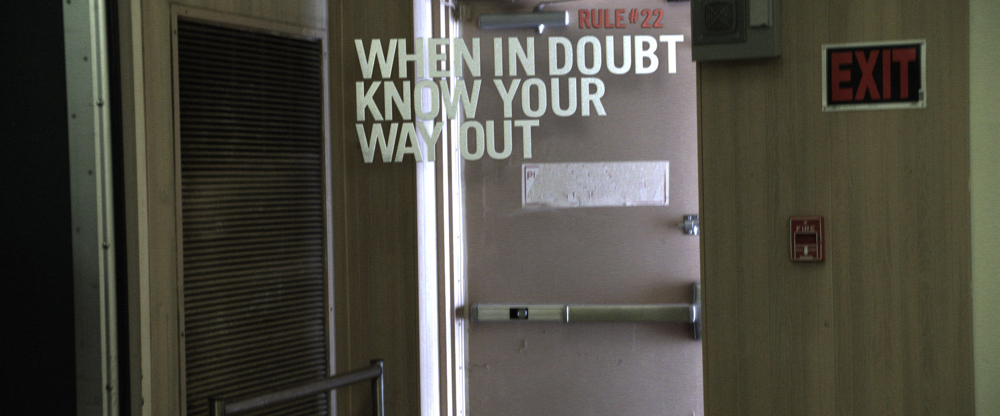 RULE #22
WHEN IN DOUBT
KNOW YOUR
WAY OUT
EXIT
FIRE